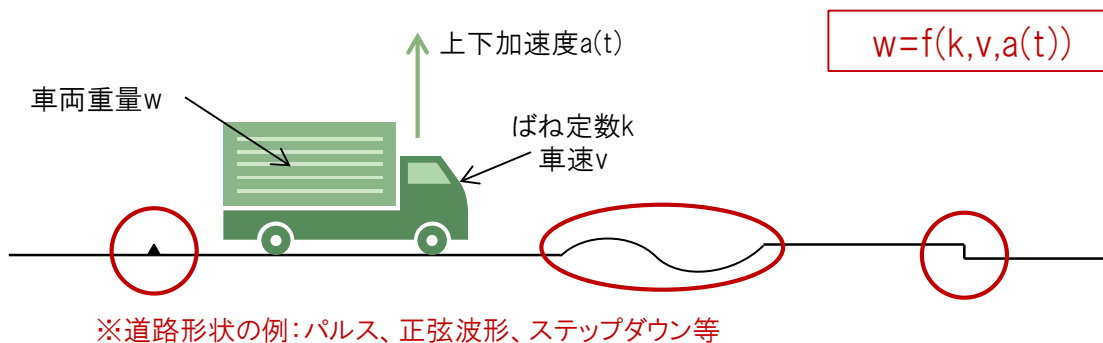 w=f(k,v,a(t))
上下加速度a(t)
車両重量w
ばね定数k
車速v
※道路形状の例：パルス、正弦波形、ステップダウン等